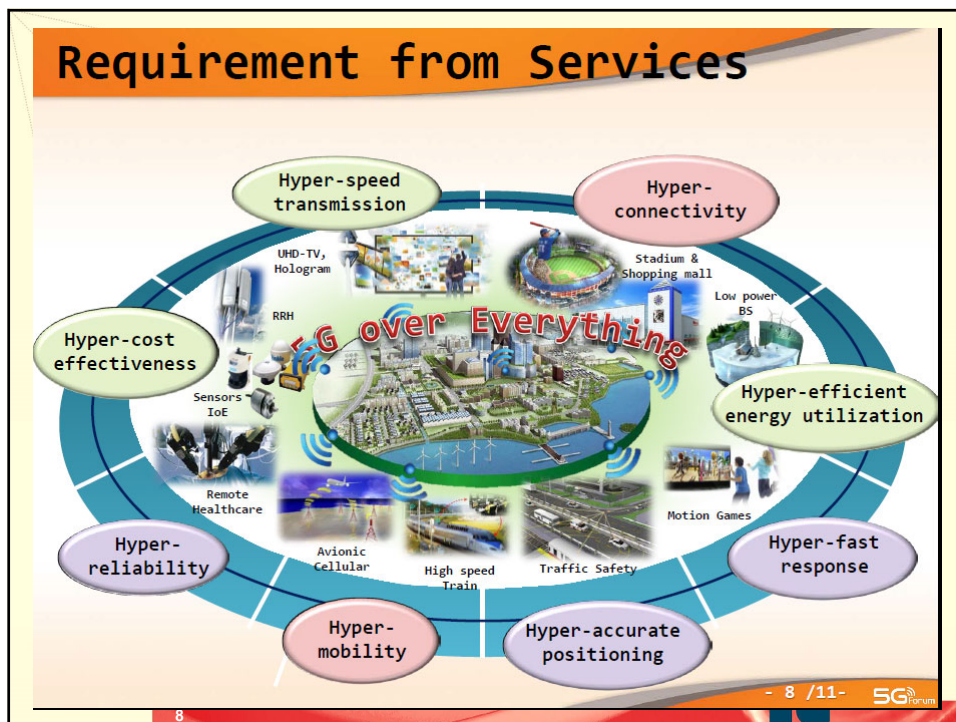 Requirement from Services
Hyper-speed
transmission
Hyper-
connectivity
UHD-TV,
Hologram
Stadium &
Shopping mall
RRH
Low power
BS
5G over Everything
Hyper-cost
effectiveness
Hyper-efficient
energy utilization
Sensors
IoE
Remote
Healthcare
Motion Games
Hyper-
reliability
Avionic
Cellular
High speed
Train
Traffic Safety
Hyper-fast
response
Hyper-
mobility
Hyper-accurate
positioning
- 8 /11-
5G Forum
8